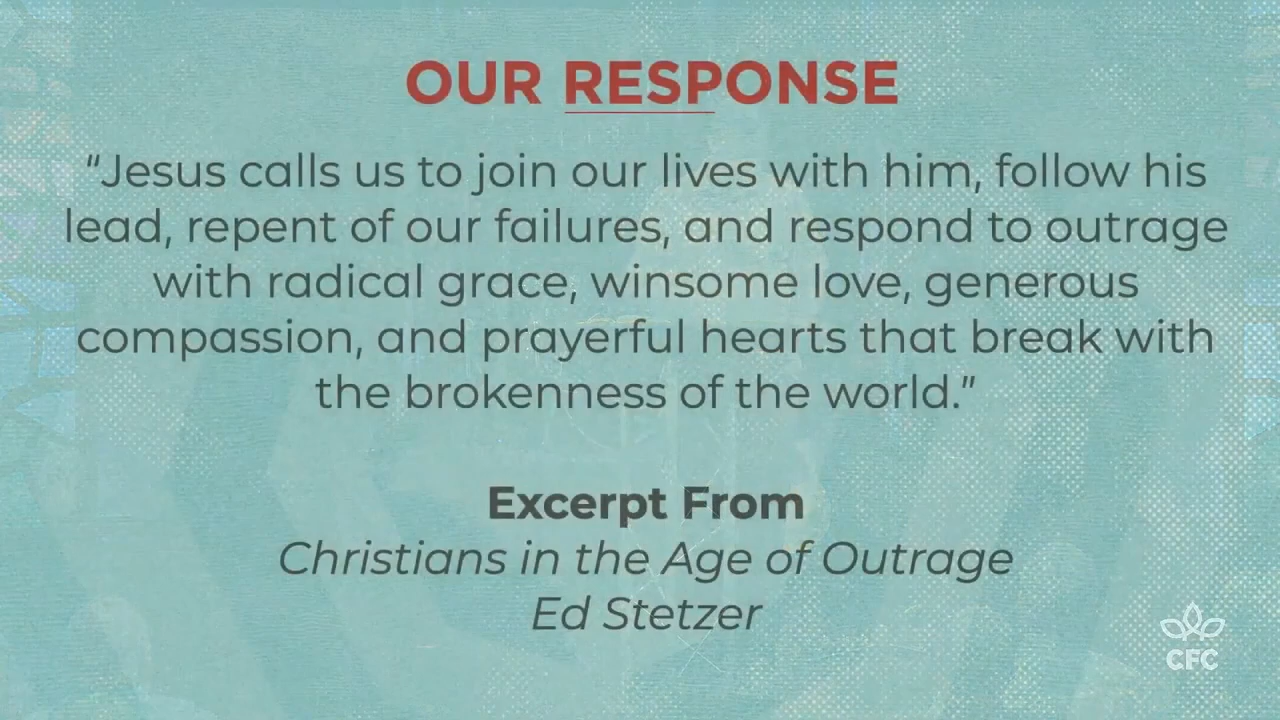 OUR RESPONSE
“Jesus calls us to join our lives with him, follow his
lead, repent of our failures, and respond to outrage
with radical grace, winsome love, generous
compassion, and prayerful hearts that break with
the brokenness of the world.”
Excerpt From
Christians in the Age of Outrage
Ed Stetzer
CFC